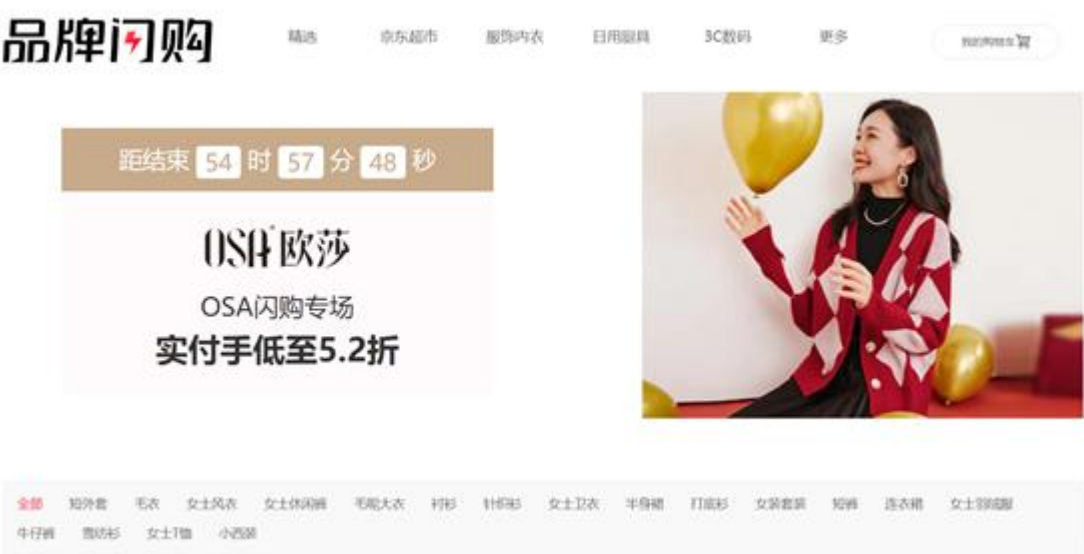 品牌闪购
精选 京东超市 服饰内衣 日用厨具 3C数码 更多 我的购物车
距结束 54 时 57 分 48 秒
OSA 欧莎
OSA闪购专场
实付手低至5.2折
全部 短外套 毛衣 女士风衣 女士休闲裤 毛呢大衣 衬衫 针织衫 女士卫衣 半身裙 打底衫 女装套装 短裤 连衣裙 女士羽绒服
牛仔裤 雪纺衫 女士T恤 小西装